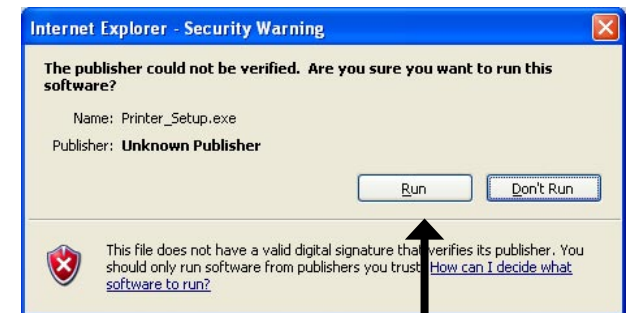 Internet Explorer - Security Warning
The publisher could not be verified. Are you sure you want to run this
software?
Name: Printer_Setup.exe
Publisher: Unknown Publisher
Run Don't Run
This file does not have a valid digital signature that verifies its publisher. You
should only run software from publishers you trust. How can I decide what
software to run?